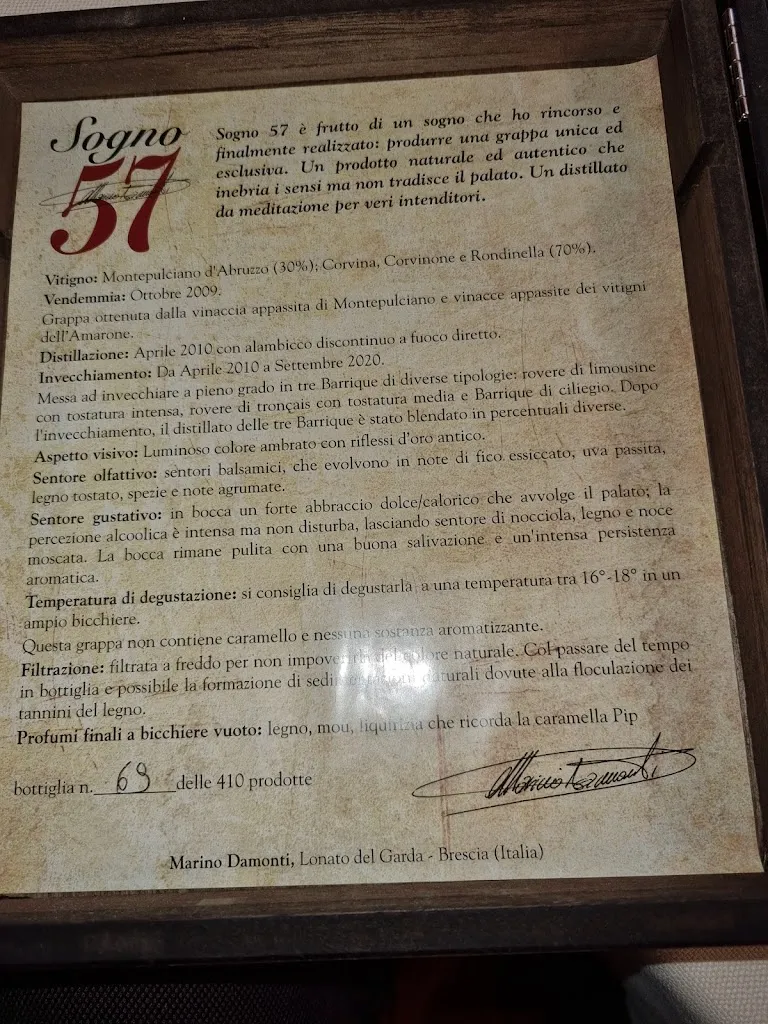 Sogno
57
Sogno 57 è frutto di un sogno che ho rincorso e
finalmente realizzato: produrre una grappa unica ed
esclusiva. Un prodotto naturale ed autentico che
inebria i sensi ma non tradisce il palato. Un distillato
da meditazione per veri intenditori.
Vitigno: Montepulciano d'Abruzzo (30%); Corvina, Corvinone e Rondinella (70%).
Vendemmia: Ottobre 2009.
Grappa ottenuta dalla vinaccia appassita di Montepulciano e vinacce appassite dei vitigni
dell'Amarone.
Distillazione: Aprile 2010 con alambicco discontinuo a fuoco diretto.
Invecchiamento: Da Aprile 2010 a Settembre 2020.
Messa ad invecchiare a pieno grado in tre Barrique di diverse tipologie: rovere di limousine
con tostatura intensa, rovere di tronçais con tostatura media e Barrique di ciliegio. Dopo
l'invecchiamento, il distillato delle tre Barrique è stato blendato in percentuali diverse.
Aspetto visivo: Luminoso colore ambrato con riflessi d'oro antico.
Sentore olfattivo: sentori balsamici, che evolvono in note di fico essiccato, uva passita,
legno tostato, spezie e note agrumate.
Sentore gustativo: in bocca un forte abbraccio dolce/calorico che avvolge il palato; la
percezione alcoolica è intensa ma non disturba, lasciando sentore di nocciola, legno e noce
moscata. La bocca rimane pulita con una buona salivazione e un'intensa persistenza
aromatica.
Temperatura di degustazione: si consiglia di degustarla a una temperatura tra 16°-18° in un
ampio bicchiere.
Questa grappa non contiene caramello e nessuna sostanza aromatizzante.
Filtrazione: filtrata a freddo per non naturale. Col passare del tempo
in bottiglia e possibile la formazione di naturali dovute alla floculazione dei
tannini del legno.
Profumi finali a bicchiere vuoto: legno, mou, liquirizia che ricorda la caramella Pip
bottiglia n. 69 delle 410 prodotte
Marino Damonti, Lonato del Garda - Brescia (Italia)